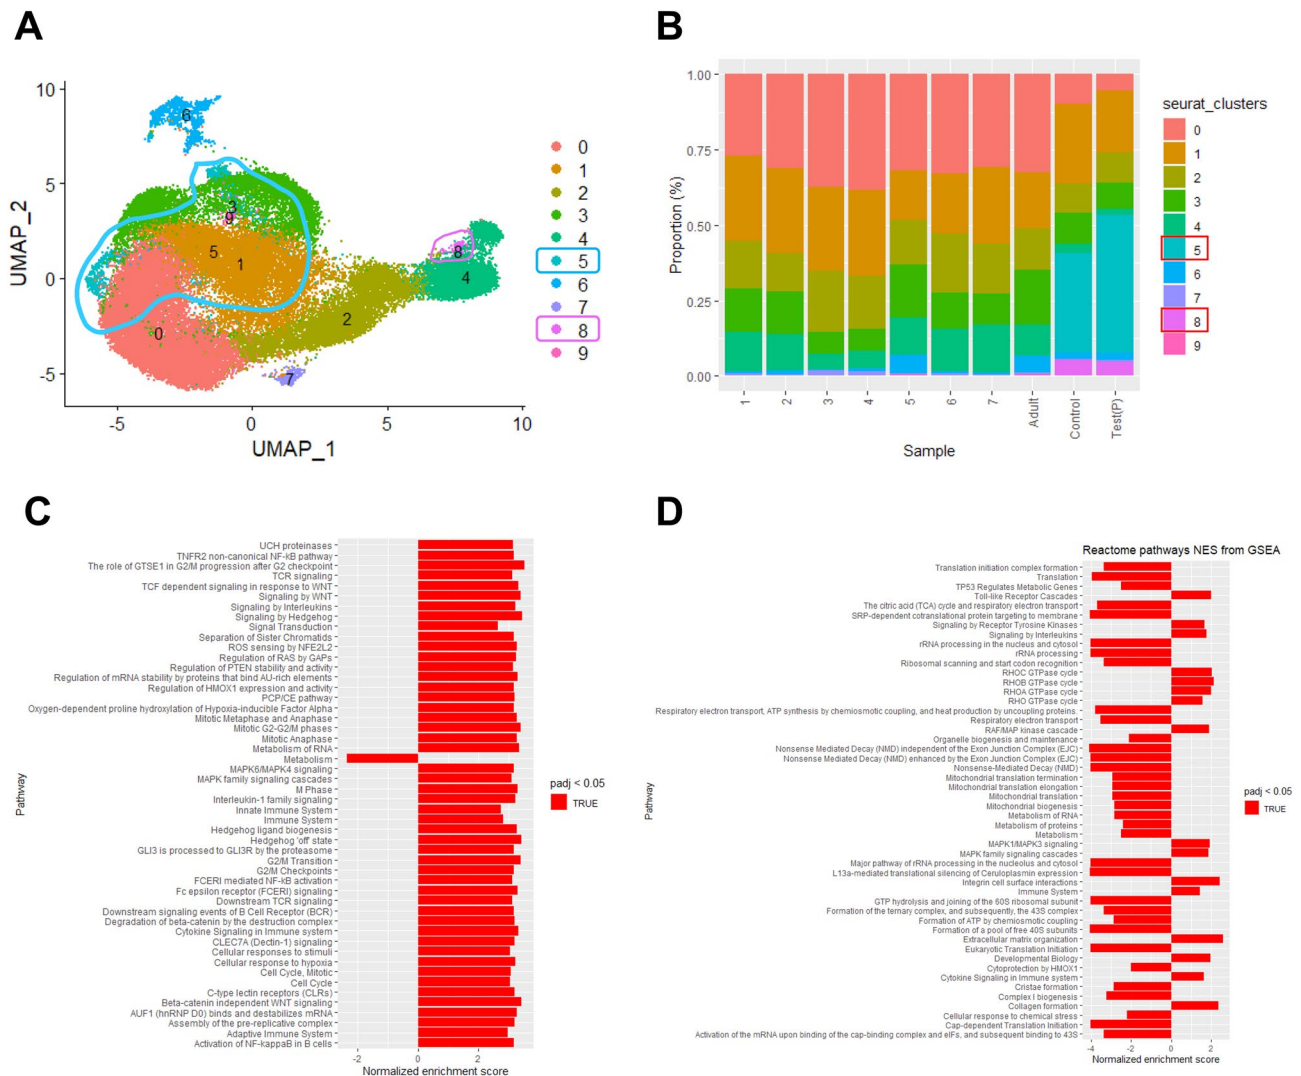 A
B
10
5
0
-5
UMAP_2
-5
0
5
10
UMAP_1
6
3
9
5
1
0
2
7
8
4
0
1
2
3
4
5
6
7
8
9
1.00
0.75
0.50
0.25
0.00
Proportion (%)
1
2
3
4
5
6
7
Adult
Control
Test(P)
Sample
seurat_clusters
0
1
2
3
4
5
6
7
8
9
C
UCH proteinases
TNFR2 non-canonical NF-kB pathway
The role of GTSE1 in G2/M progression after G2 checkpoint
TCR signaling
TCF dependent signaling in response to WNT
Signaling by WNT
Signaling by Interleukins
Signaling by Hedgehog
Signal Transduction
Separation of Sister Chromatids
ROS sensing by NFE2L2
Regulation of RAS by GAPs
Regulation of PTEN stability and activity
Regulation of mRNA stability by proteins that bind AU-rich elements
Regulation of HMOX1 expression and activity
PCP/CE pathway
Oxygen-dependent proline hydroxylation of Hypoxia-inducible Factor Alpha
Mitotic Metaphase and Anaphase
Mitotic G2-G2/M phases
Mitotic Anaphase
Metabolism of RNA
Metabolism
MAPK6/MAPK4 signaling
MAPK family signaling cascades
M Phase
Interleukin-1 family signaling
Innate Immune System
Immune System
Hedgehog ligand biogenesis
Hedgehog 'off' state
GLI3 is processed to GLI3R by the proteasome
G2/M Transition
G2/M Checkpoints
FCERI mediated NF-kB activation
Fc epsilon receptor (FCERI) signaling
Downstream TCR signaling
Downstream signaling events of B Cell Receptor (BCR)
Degradation of beta-catenin by the destruction complex
Cytokine Signaling in Immune system
CLEC7A (Dectin-1) signaling
Cellular responses to stimuli
Cellular response to hypoxia
Cell Cycle, Mitotic
Cell Cycle
C-type lectin receptors (CLRs)
Beta-catenin independent WNT signaling
AUF1 (hnRNP D0) binds and destabilizes mRNA
Assembly of the pre-replicative complex
Adaptive Immune System
Activation of NF-kappaB in B cells
Pathway
-2
0
2
Normalized enrichment score
padj < 0.05
TRUE
D
Reactome pathways NES from GSEA
Translation initiation complex formation
Translation
TP53 Regulates Metabolic Genes
Toll-like Receptor Cascades
The citric acid (TCA) cycle and respiratory electron transport
SRP-dependent cotranslational protein targeting to membrane
Signaling by Receptor Tyrosine Kinases
Signaling by Interleukins
rRNA processing in the nucleus and cytosol
rRNA processing
Ribosomal scanning and start codon recognition
RHOC GTPase cycle
RHOB GTPase cycle
RHOA GTPase cycle
RHO GTPase cycle
Respiratory electron transport, ATP synthesis by chemiosmotic coupling, and heat production by uncoupling proteins.
Respiratory electron transport
RAF/MAP kinase cascade
Organelle biogenesis and maintenance
Nonsense Mediated Decay (NMD) independent of the Exon Junction Complex (EJC)
Nonsense Mediated Decay (NMD) enhanced by the Exon Junction Complex (EJC)
Nonsense-Mediated Decay (NMD)
Mitochondrial translation termination
Mitochondrial translation elongation
Mitochondrial translation
Mitochondrial biogenesis
Metabolism of RNA
Metabolism of proteins
Metabolism
MAPK1/MAPK3 signaling
MAPK family signaling cascades
Major pathway of rRNA processing in the nucleolus and cytosol
L13a-mediated translational silencing of Ceruloplasmin expression
Integrin cell surface interactions
Immune System
GTP hydrolysis and joining of the 60S ribosomal subunit
Formation of the ternary complex, and subsequently, the 43S complex
Formation of ATP by chemiosmotic coupling
Formation of a pool of free 40S subunits
Extracellular matrix organization
Eukaryotic Translation Initiation
Developmental Biology
Cytoprotection by HMOX1
Cytokine Signaling in Immune system
Cristae formation
Complex I biogenesis
Collagen formation
Cellular response to chemical stress
Cap-dependent Translation Initiation
Activation of the mRNA upon binding of the cap-binding complex and eIFs, and subsequent binding to 43S
Pathway
-4
-2
0
2
Normalized enrichment score
padj < 0.05
TRUE